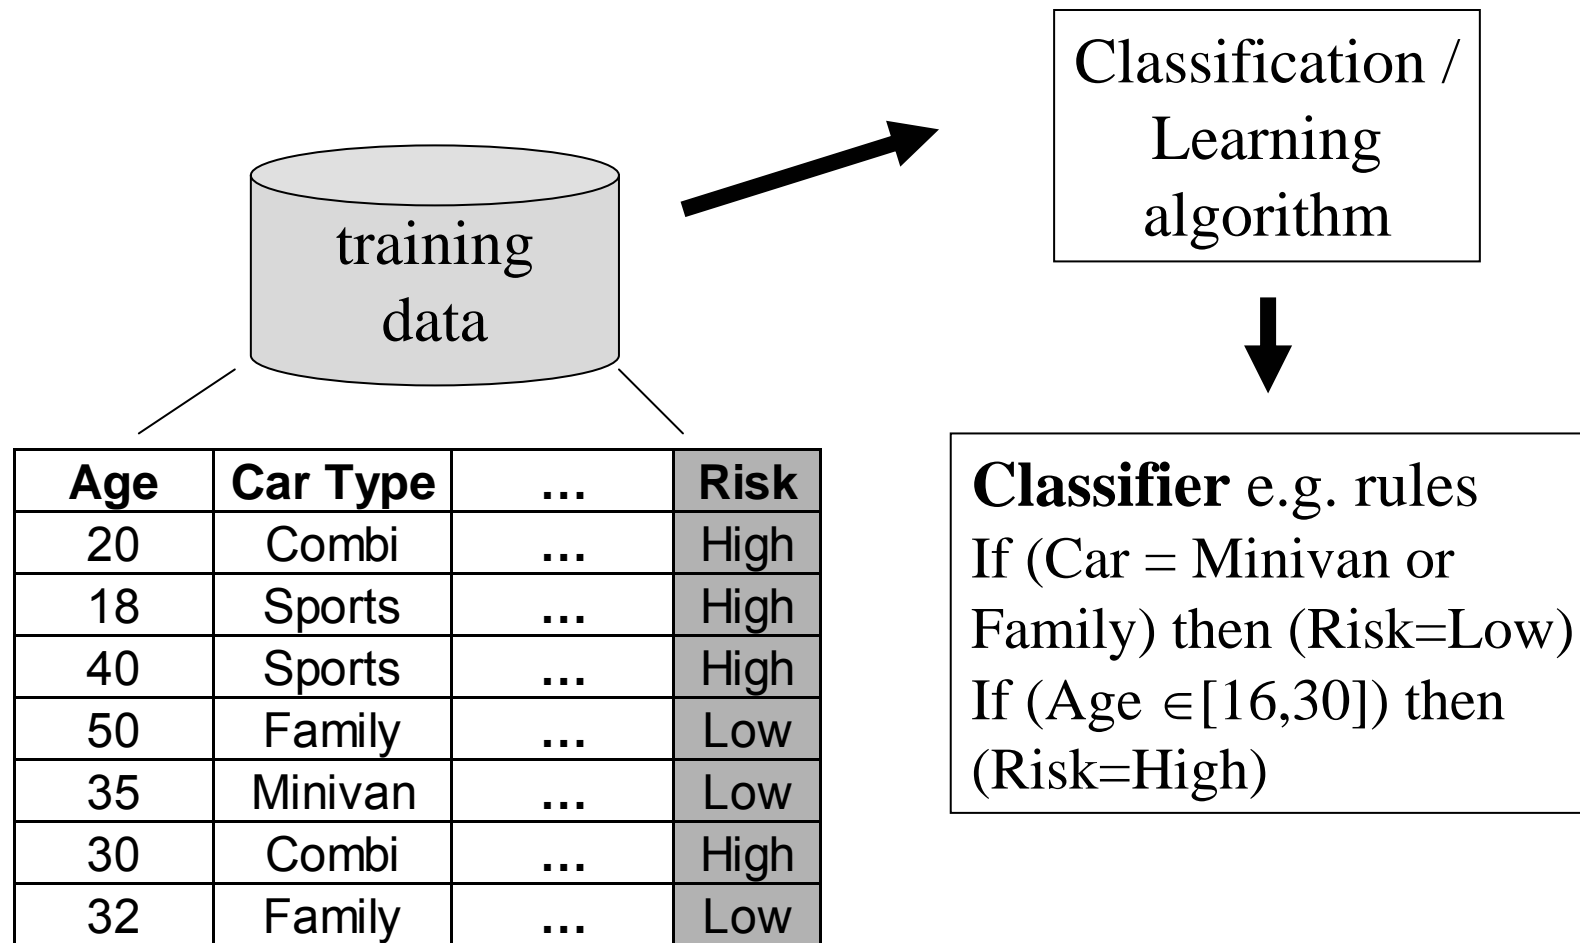 training
data
Classification /
Learning
algorithm
Age Car Type ... Risk
20 Combi ... High
18 Sports ... High
40 Sports ... High
50 Family ... Low
35 Minivan ... Low
30 Combi ... High
32 Family ... Low
Classifier e.g. rules
If (Car = Minivan or
Family) then (Risk=Low)
If (Age ∈[16,30]) then
(Risk=High)